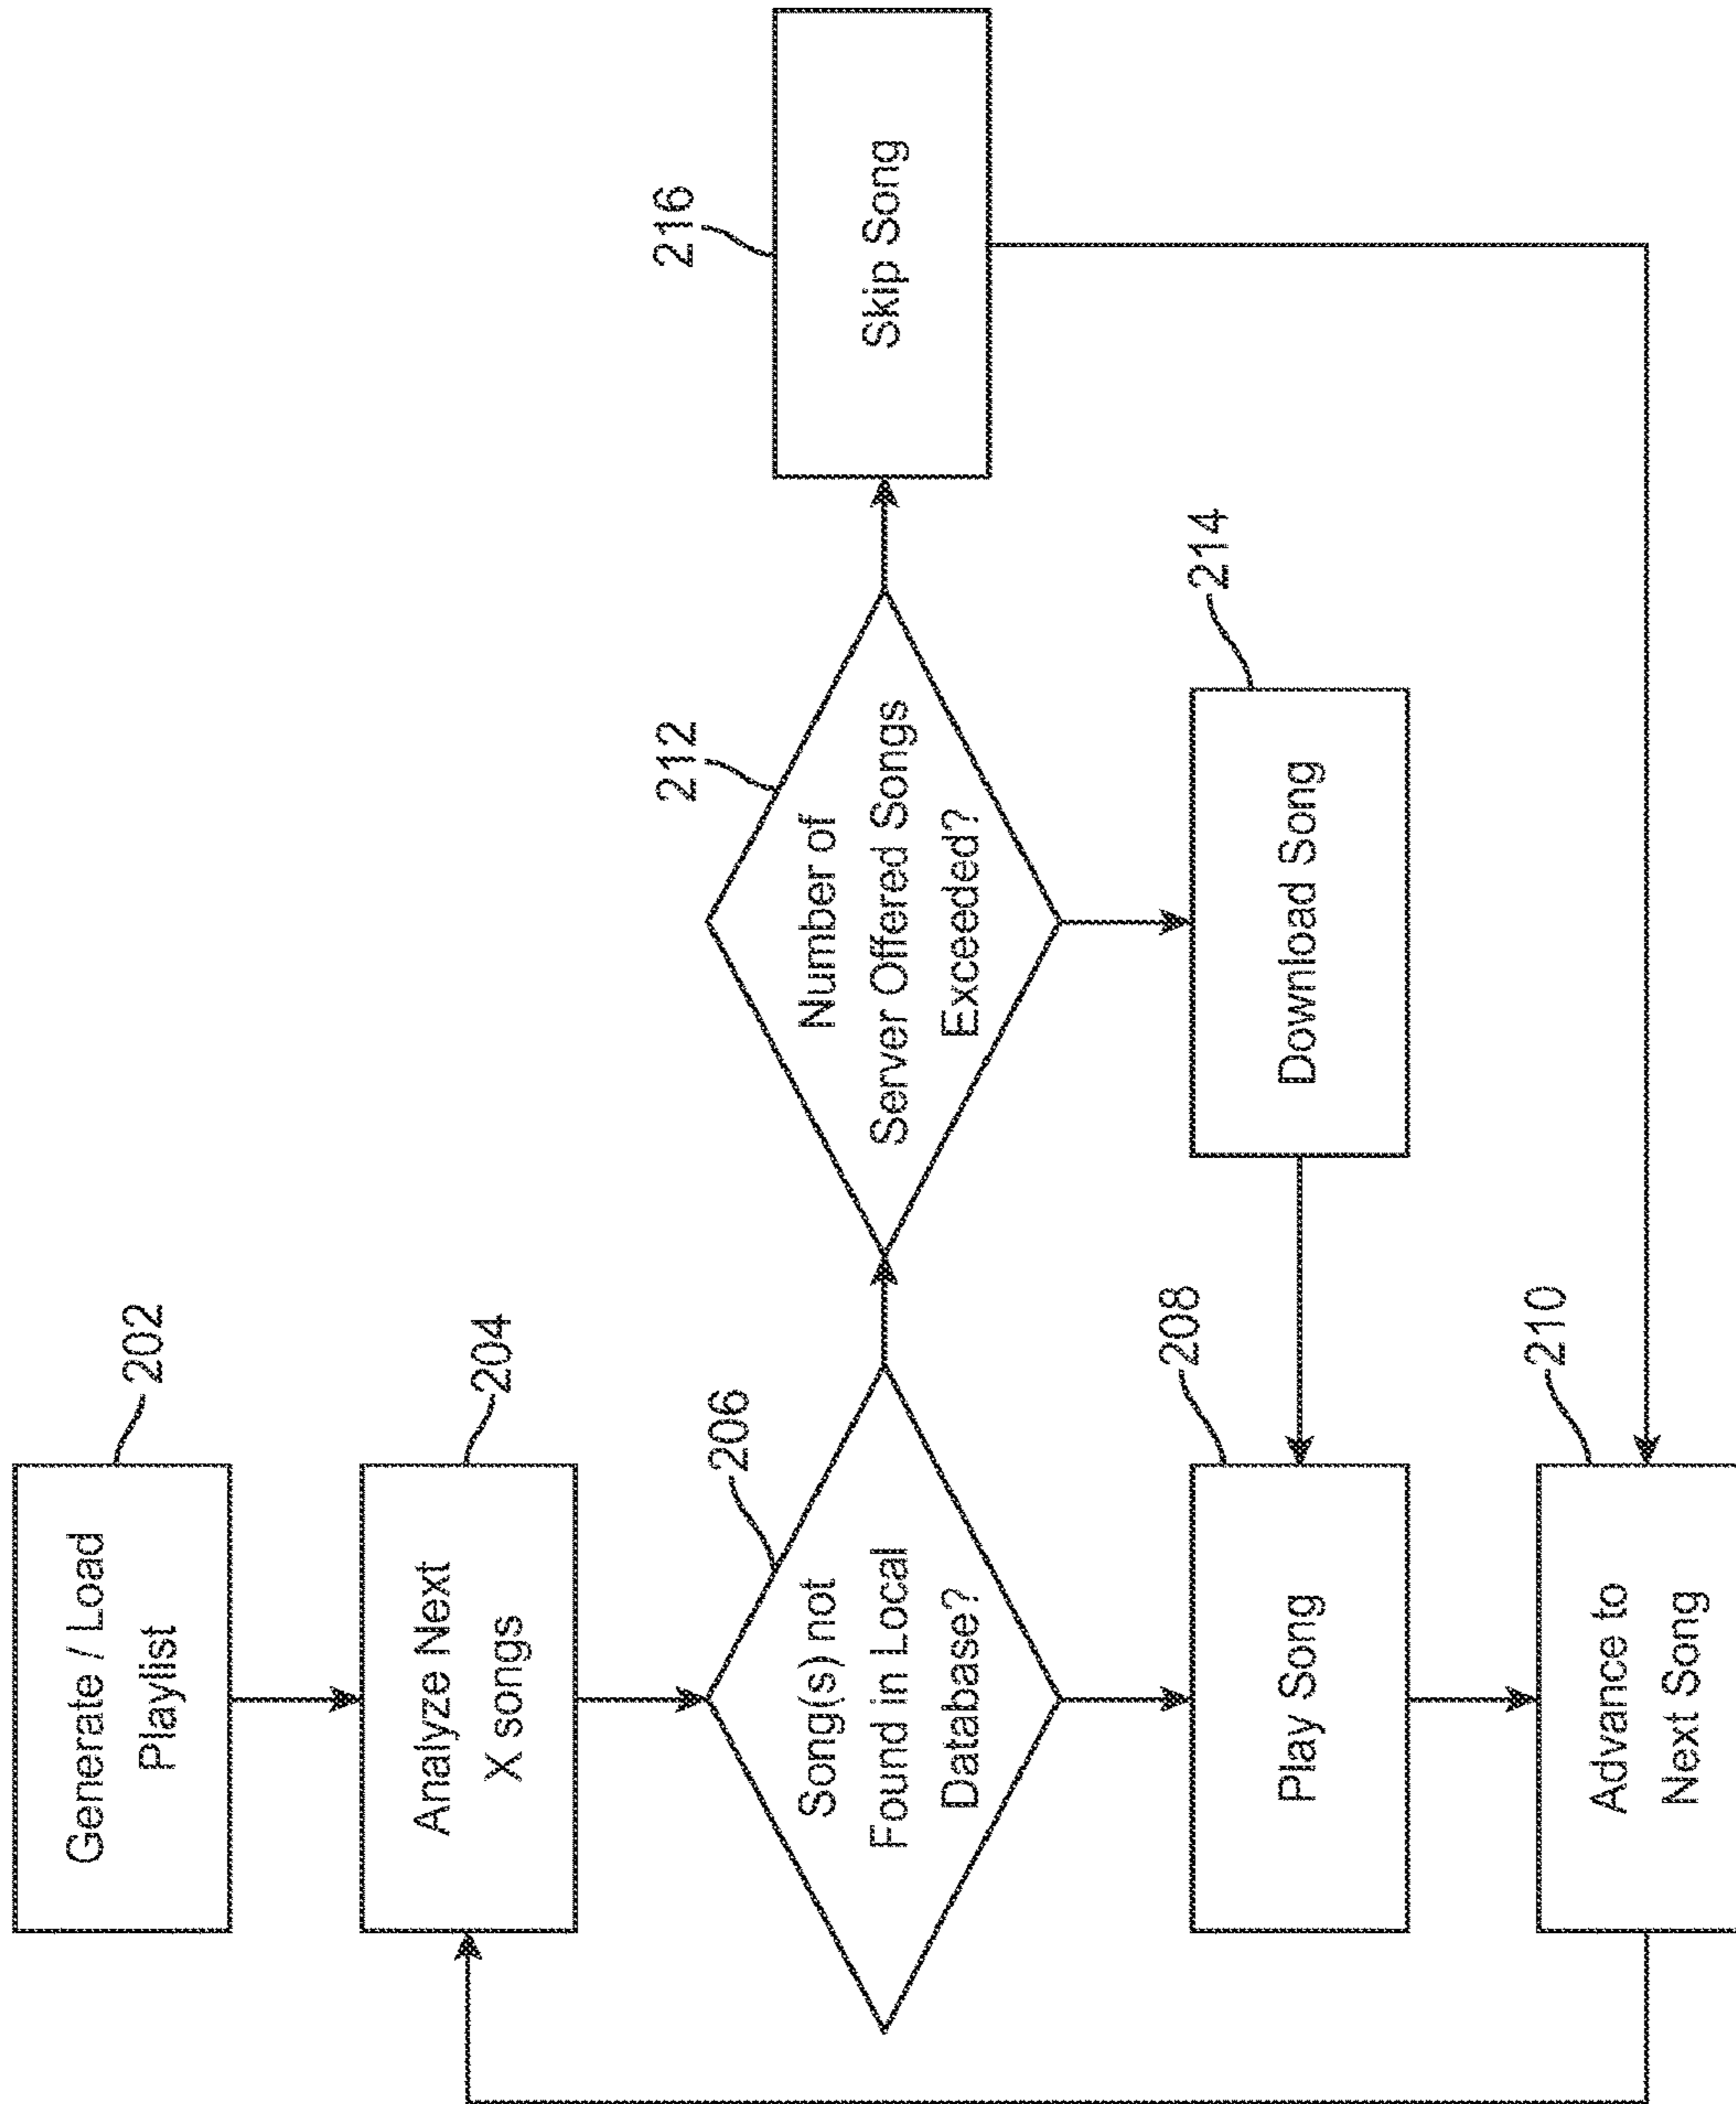 Generate / Load
Playlist
202
Analyze Next
X songs
204
Song(s) not
Found in Local
Database?
206
Number of
Server Offered Songs
Exceeded?
212
Skip Song
216
Play Song
208
Download Song
214
Advance to
Next Song
210